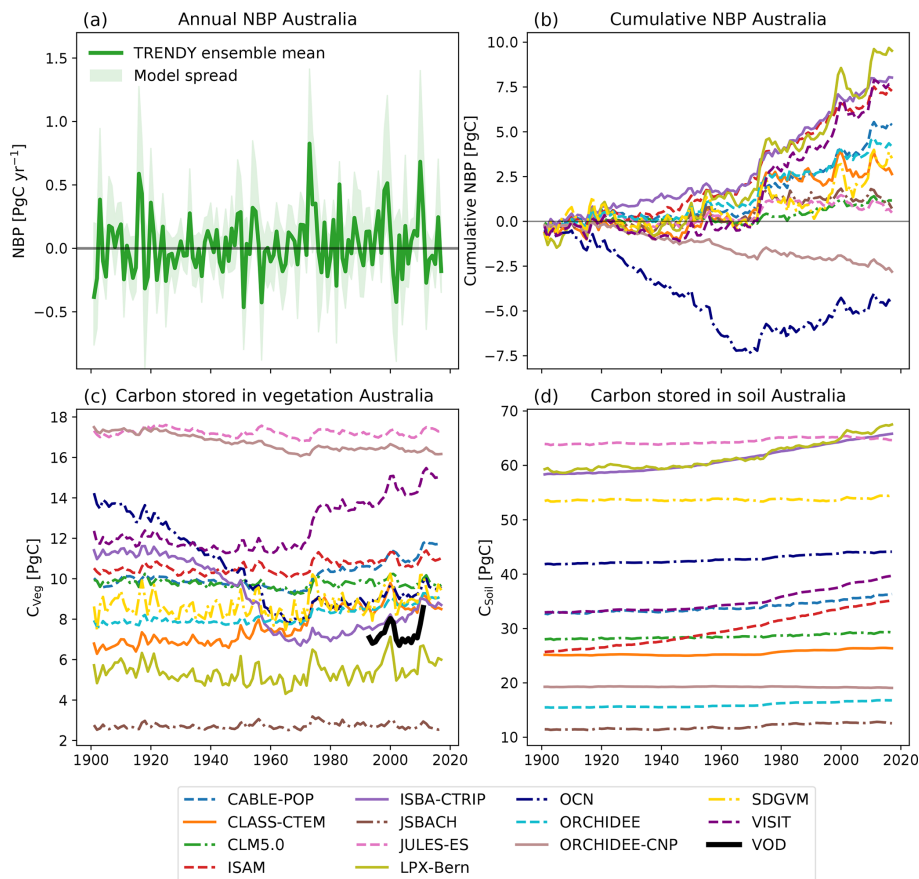 (a) Annual NBP Australia
1.5
1.0
0.5
0.0
−0.5
NBP [PgC yr⁻¹]
TRENDY ensemble mean
Model spread
(b) Cumulative NBP Australia
10.0
7.5
5.0
2.5
0.0
−2.5
−5.0
−7.5
Cumulative NBP [PgC]
(c) Carbon stored in vegetation Australia
18
16
14
12
10
8
6
4
2
C_Veg [PgC]
1900 1920 1940 1960 1980 2000 2020
(d) Carbon stored in soil Australia
70
60
50
40
30
20
10
C_soil [PgC]
1900 1920 1940 1960 1980 2000 2020
CABLE-POP ISBA-CTRIP OCN SDGVM
CLASS-CTEM JSBACH ORCHIDEE VISIT
CLM5.0 JULES-ES ORCHIDEE-CNP VOD
ISAM LPX-Bern